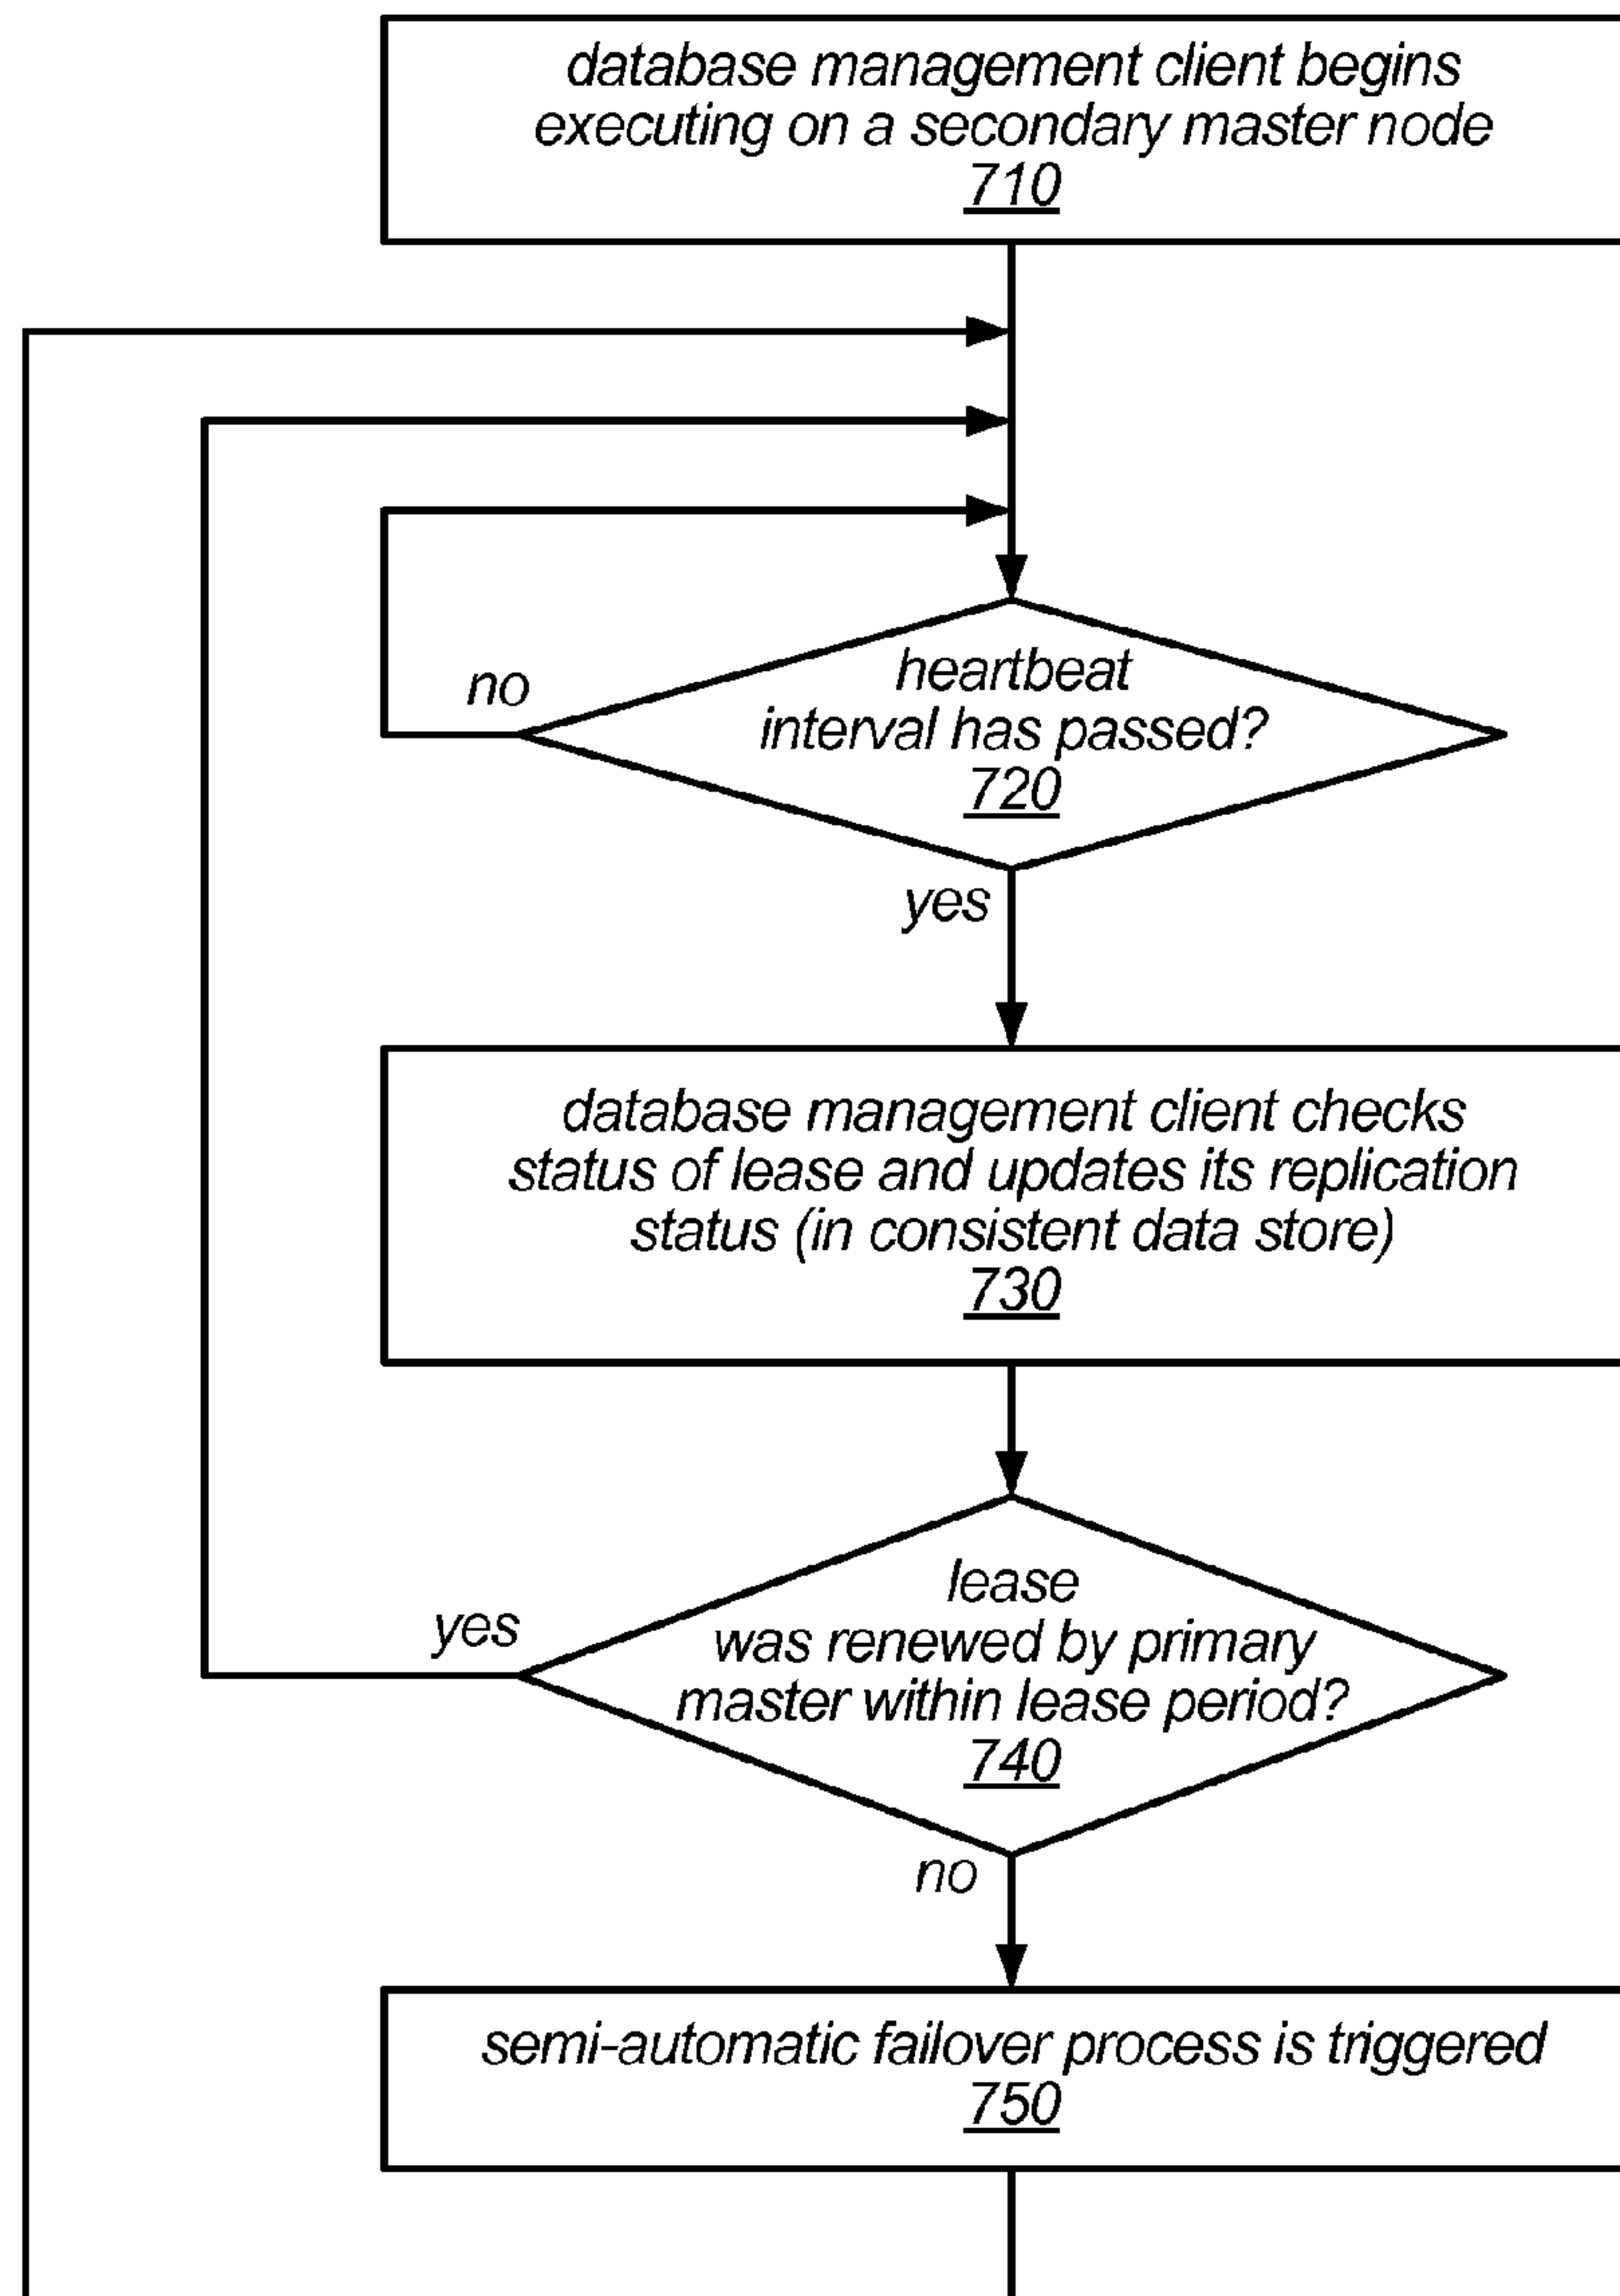 database management client begins
executing on a secondary master node
710
heartbeat
interval has passed?
720
no
yes
database management client checks
status of lease and updates its replication
status (in consistent data store)
730
lease
was renewed by primary
master within lease period?
740
yes
no
semi-automatic failover process is triggered
750